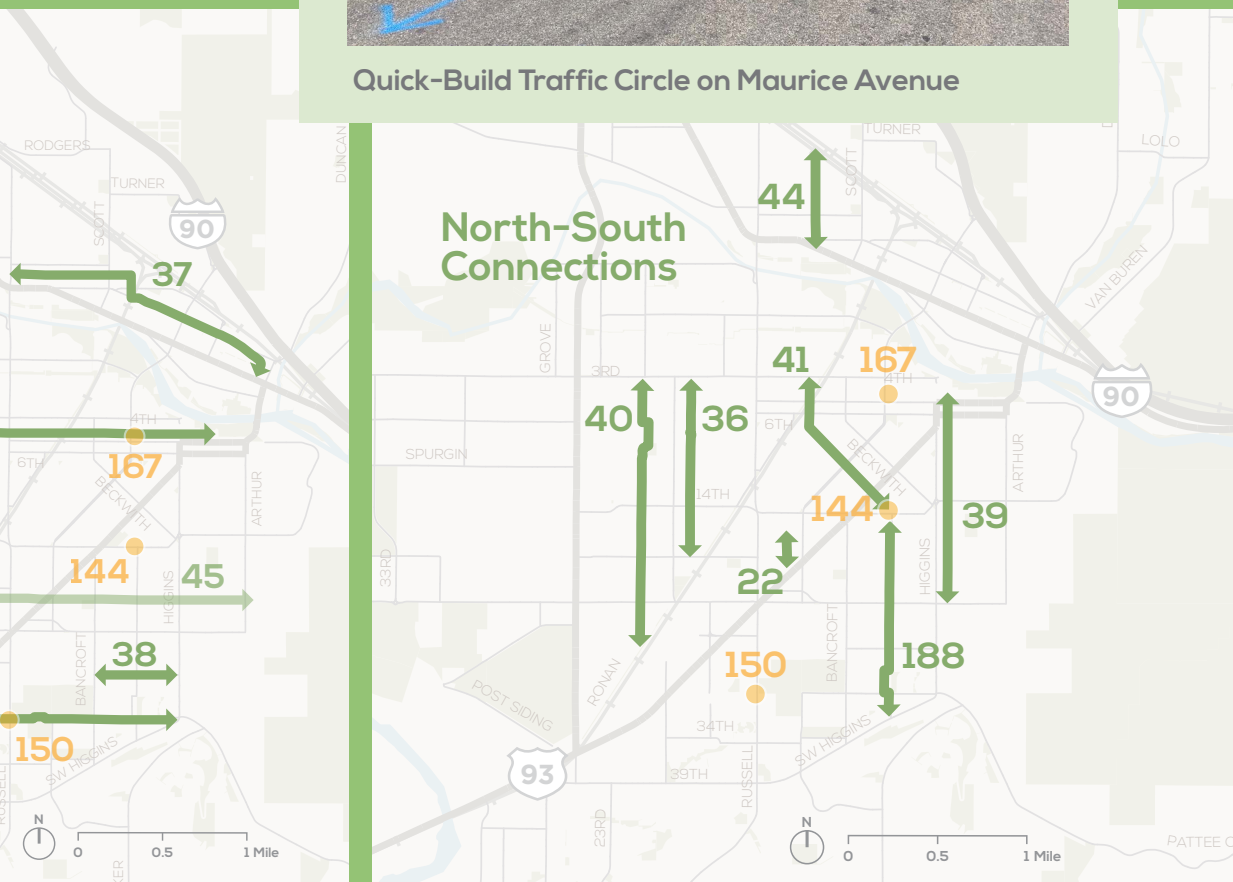 Quick-Build Traffic Circle on Maurice Avenue
RODGERS
TURNER
SCOTT
DUNCAN
90
37
4TH
6TH
167
BECKWITH
ARTHUR
144
45
HIGGINS
BANCROFT
38
150
SW HIGGINS
RUSSELL
N
0 0.5 1 Mile
North-South
Connections
TURNER
SCOTT
LOLO
44
VAN BUREN
GROVE
3RD
41
167
4TH
90
40
36
6TH
SPURGIN
BECKWITH
ARTHUR
14TH
144
39
33RD
22
HIGGINS
BANCROFT
188
150
RONAN
POST SIDING
34TH
SW HIGGINS
93
39TH
RUSSELL
23RD
N
0 0.5 1 Mile